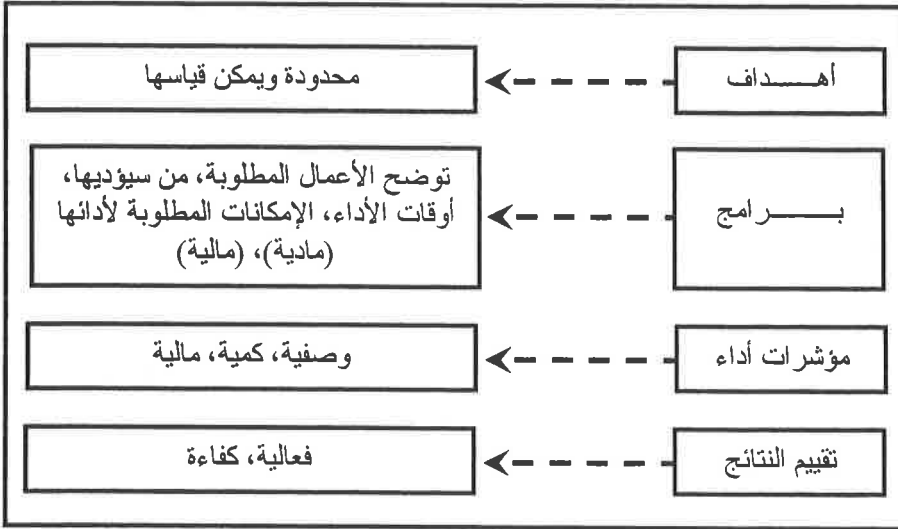 أهـــداف
محدودة ويمكن قياسها
بـــــرامج
توضح الأعمال المطلوبة، من سيؤديها،
أوقات الأداء، الإمكانات المطلوبة لأدائها
(مادية)، (مالية)
مؤشرات أداء
وصفية، كمية، مالية
تقييم النتائج
فعالية، كفاءة